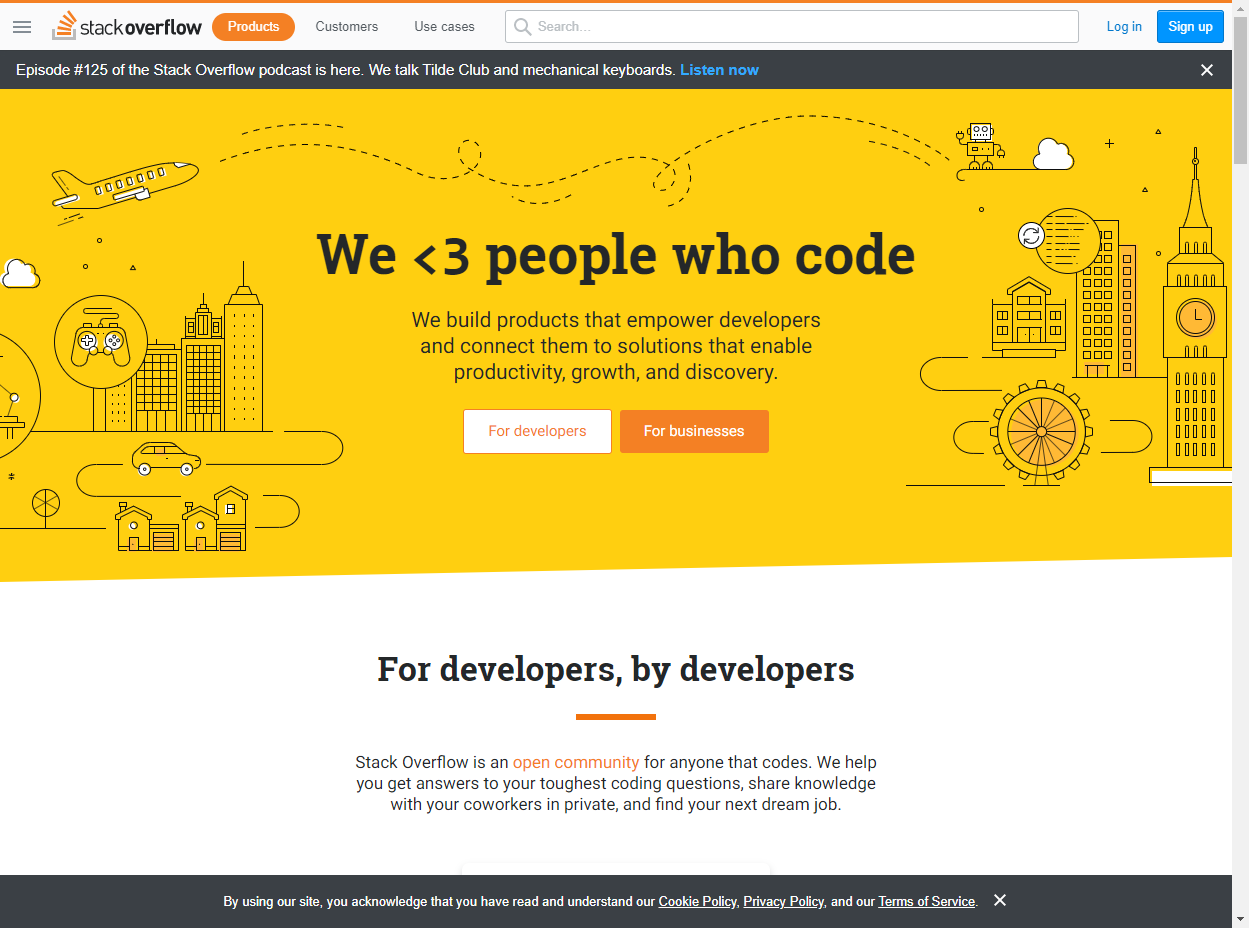 stackoverflow Products Customers Use cases Search... Log in Sign up
Episode #125 of the Stack Overflow podcast is here. We talk Tilde Club and mechanical keyboards. Listen now
We <3 people who code
We build products that empower developers
and connect them to solutions that enable
productivity, growth, and discovery.
For developers For businesses
For developers, by developers
Stack Overflow is an open community for anyone that codes. We help
you get answers to your toughest coding questions, share knowledge
with your coworkers in private, and find your next dream job.
By using our site, you acknowledge that you have read and understand our Cookie Policy, Privacy Policy, and our Terms of Service.